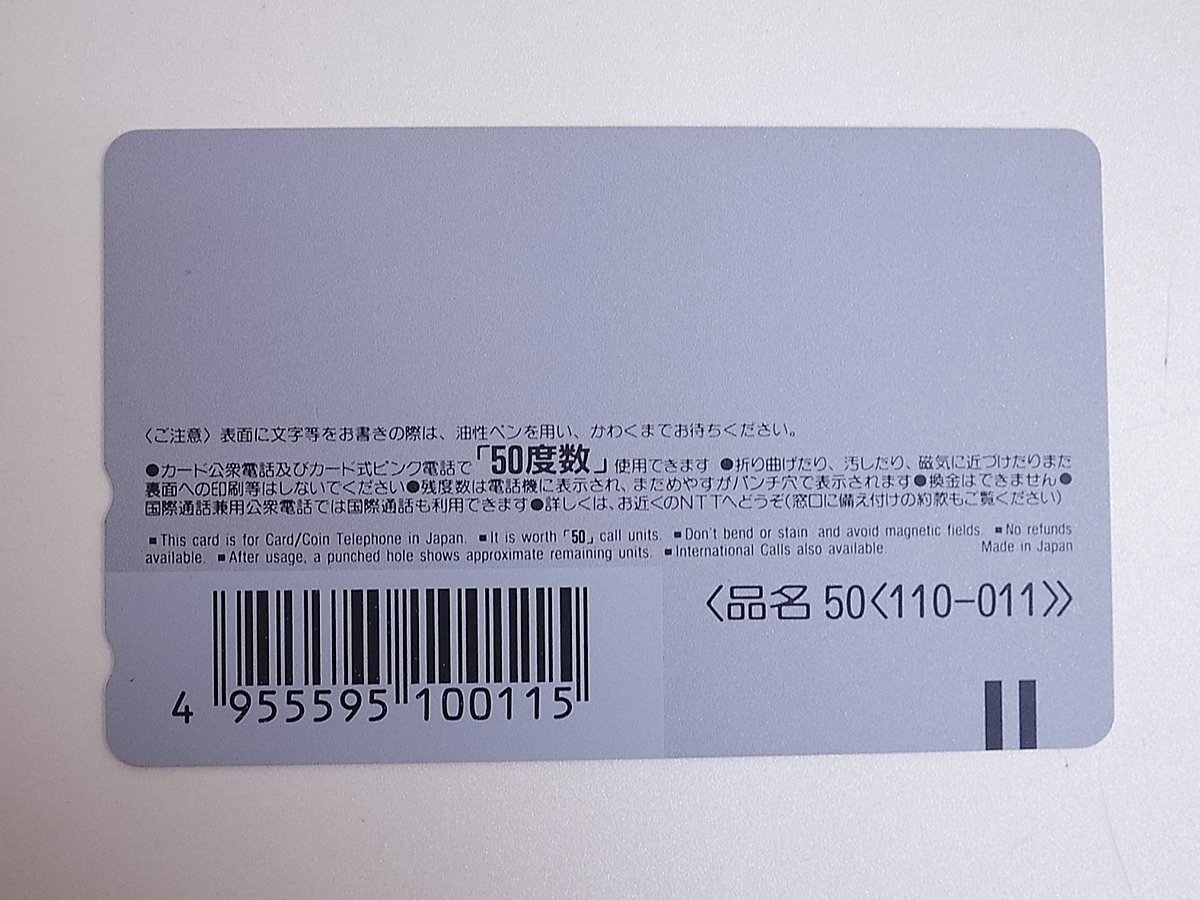 〈ご注意〉表面に文字等をお書きの際は、油性ペンを用い、かわくまでお待ちください。
●カード公衆電話及びカード式ピンク電話で「50度数」使用できます ●折り曲げたり、汚したり、磁気に近づけたりまた
裏面への印刷等はしないでください●残度数は電話機に表示され、まためやすがパンチ穴で表示されます●換金はできません●
国際通話兼用公衆電話では国際通話も利用できます●詳しくは、お近くのNTTへどうぞ(窓口に備え付けの約款もご覧ください)
■This card is for Card/Coin Telephone in Japan. ■It is worth「50」call units. ■Don't bend or stain and avoid magnetic fields. ■No refunds
available. ■After usage, a punched hole shows approximate remaining units. ■International Calls also available. Made in Japan
〈品名 50〈110-011〉〉
4 955595 100115